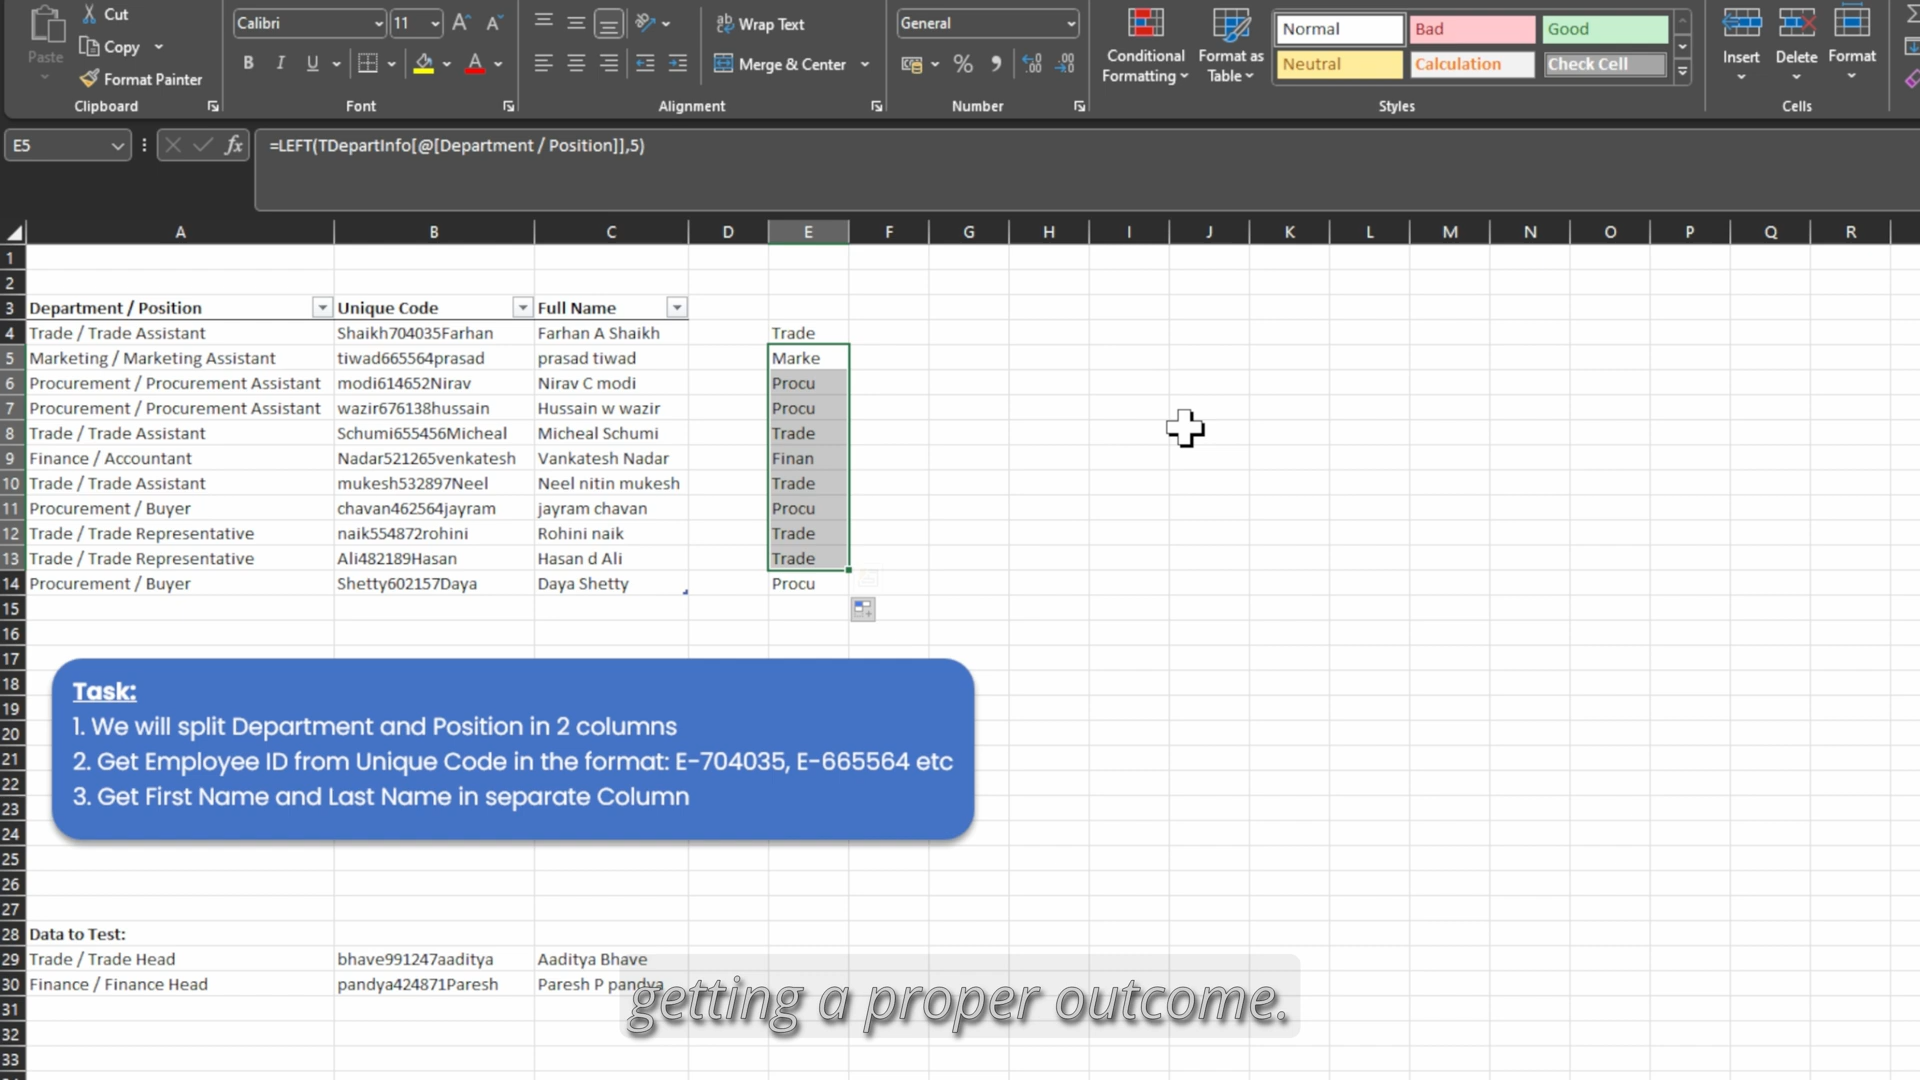 Cut
Calibri
11
Wrap Text
General
Normal
Bad
Good
Paste
Copy
Merge & Center
Conditional
Formatting
Format as
Table
Neutral
Calculation
Check Cell
Insert
Delete
Format
Format Painter
B I U
A
%
Clipboard
Font
Alignment
Number
Styles
Cells
E5
fx
=LEFT(TDepartInfo[@[Department / Position]],5)
A B C D E F G H I J K L M N O P Q R
1
2
3 Department / Position Unique Code Full Name
4 Trade / Trade Assistant Shaikh704035Farhan Farhan A Shaikh Trade
5 Marketing / Marketing Assistant tiwad665564prasad prasad tiwad Marke
6 Procurement / Procurement Assistant modi614652Nirav Nirav C modi Procu
7 Procurement / Procurement Assistant wazir676138hussain Hussain w wazir Procu
8 Trade / Trade Assistant Schumi655456Micheal Micheal Schumi Trade
9 Finance / Accountant Nadar521265venkatesh Vankatesh Nadar Finan
10 Trade / Trade Assistant mukesh532897Neel Neel nitin mukesh Trade
11 Procurement / Buyer chavan462564jayram jayram chavan Procu
12 Trade / Trade Representative naik554872rohini Rohini naik Trade
13 Trade / Trade Representative Ali482189Hasan Hasan d Ali Trade
14 Procurement / Buyer Shetty602157Daya Daya Shetty Procu
15
16
17
18
19
20
21
22
23
24
25
26
27
Task:
1. We will split Department and Position in 2 columns
2. Get Employee ID from Unique Code in the format: E-704035, E-665564 etc
3. Get First Name and Last Name in separate Column
28 Data to Test:
29 Trade / Trade Head bhave991247aaditya Aaditya Bhave
30 Finance / Finance Head pandya424871Paresh Paresh P pandya
31
32
33
getting a proper outcome.